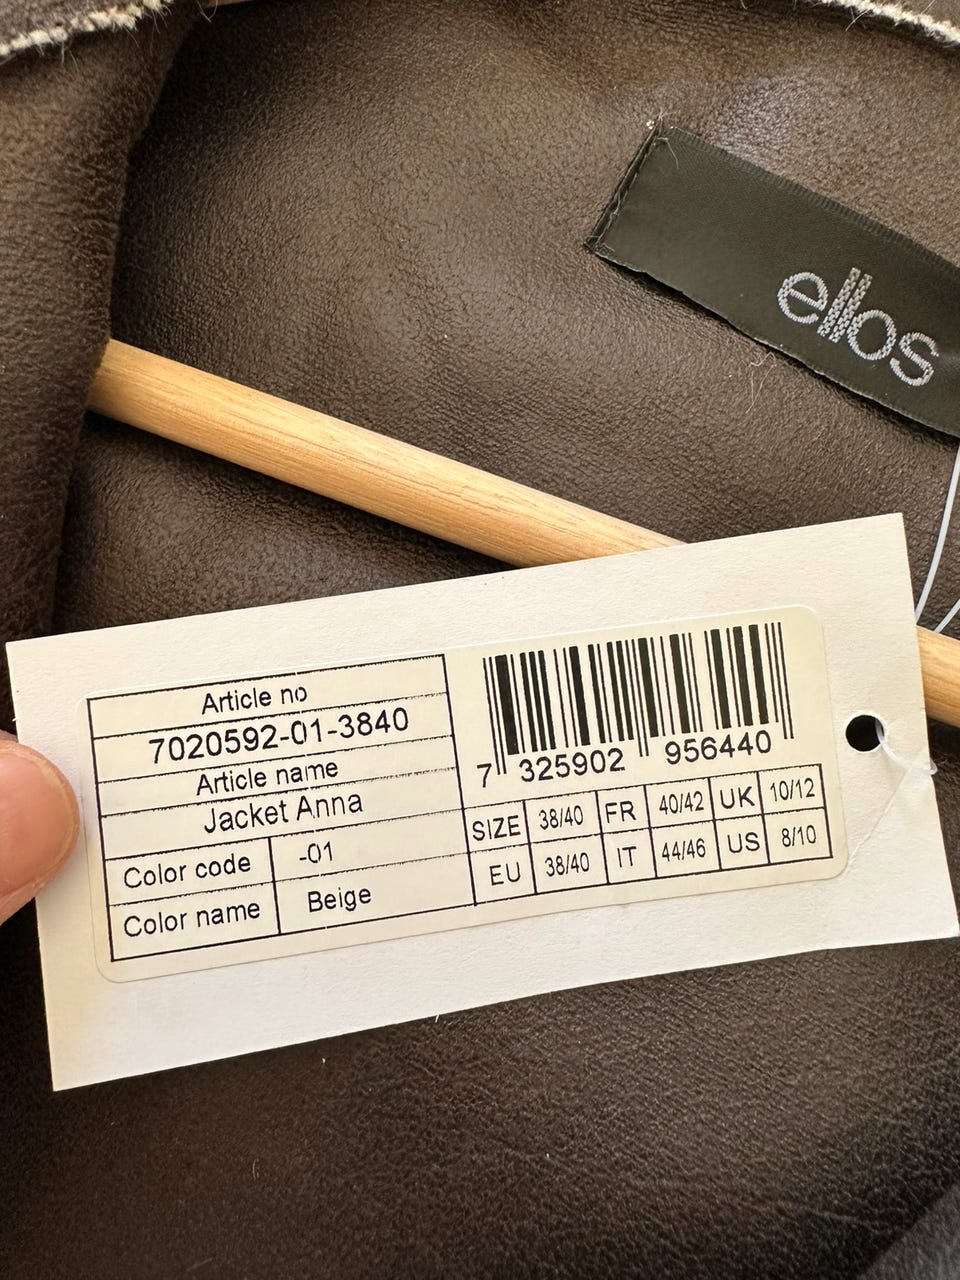 ellos
Article no
7020592-01-3840
Article name
Jacket Anna
Color code -01
Color name Beige
7 325902 956440
SIZE 38/40 FR 40/42 UK 10/12
EU 38/40 IT 44/46 US 8/10